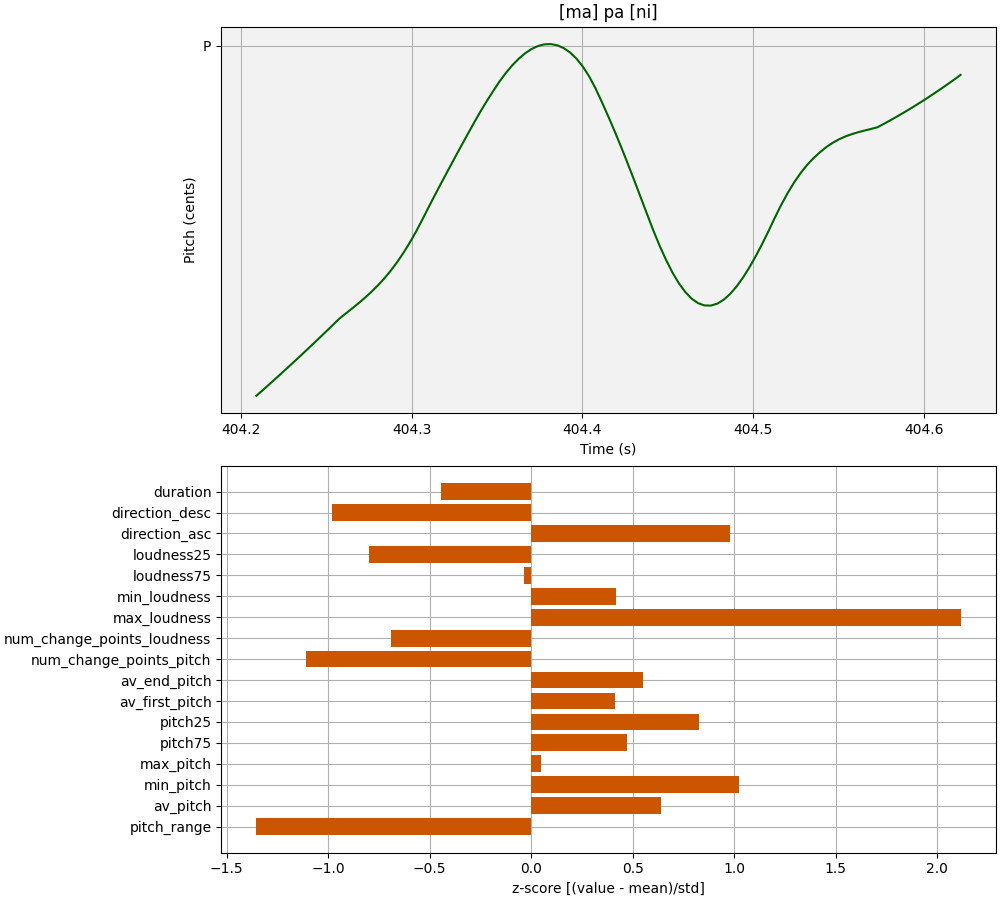 [ma] pa [ni]
P
Pitch (cents)
404.2 404.3 404.4 404.5 404.6
Time (s)
duration
direction_desc
direction_asc
loudness25
loudness75
min_loudness
max_loudness
num_change_points_loudness
num_change_points_pitch
av_end_pitch
av_first_pitch
pitch25
pitch75
max_pitch
min_pitch
av_pitch
pitch_range
−1.5 −1.0 −0.5 0.0 0.5 1.0 1.5 2.0
z-score [(value - mean)/std]